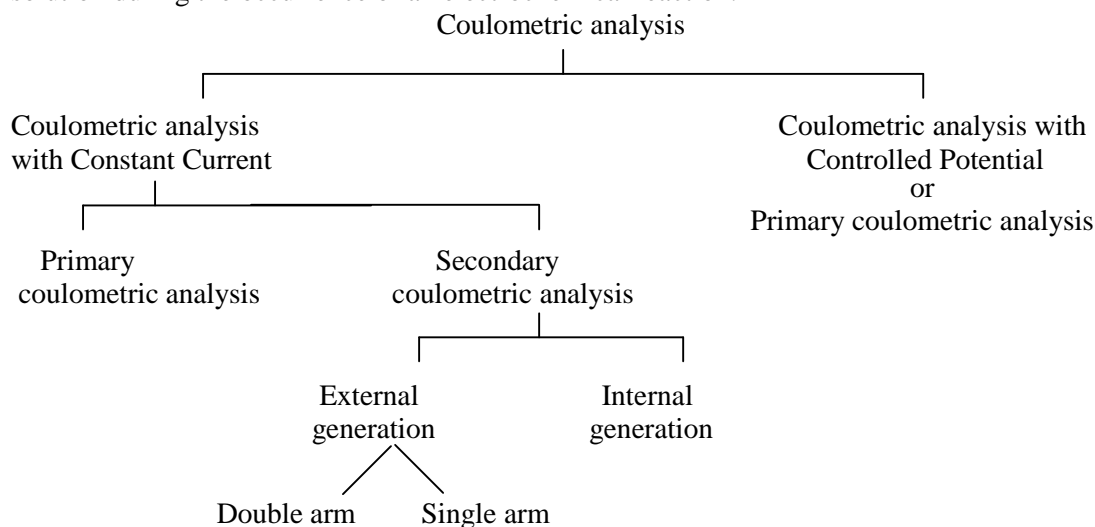 Coulometric analysis
Coulometric analysis
with Constant Current
Coulometric analysis with
Controlled Potential
or
Primary coulometric analysis
Primary
coulometric analysis
Secondary
coulometric analysis
External
generation
Internal
generation
Double arm
Single arm